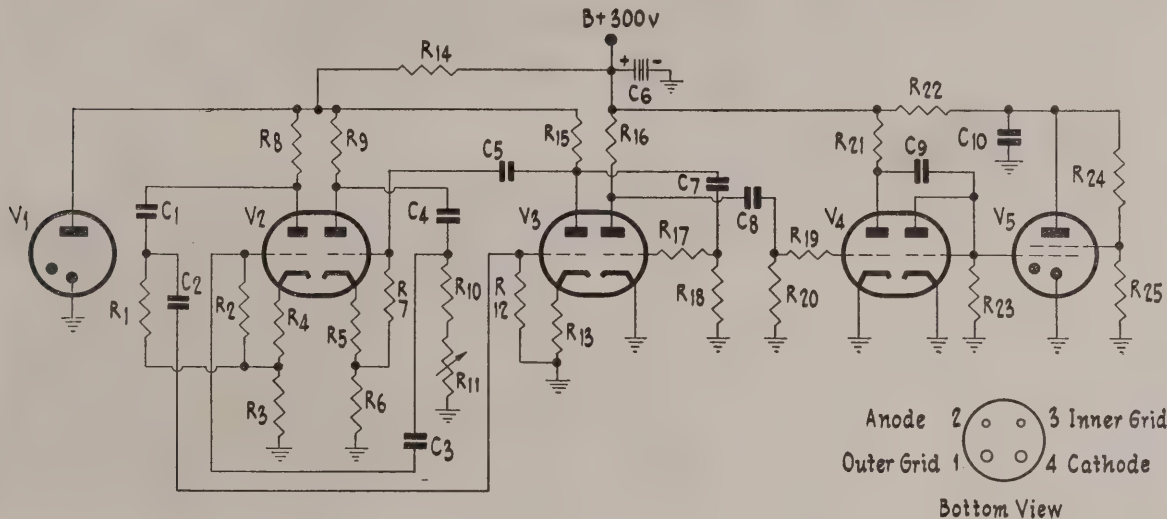 B+300v
R14
+ -
C6
R22
R8
R9
R15
R16
R21
C9
C10
R24
C5
C7
C1
V1
V2
C4
V3
C8
V4
V5
R17
R19
C2
R1
R2
R4
R5
R7
R10
R12
R13
R18
R20
R23
R25
R11
R3
R6
C3
Anode 2 3 Inner Grid
Outer Grid 1 4 Cathode
Bottom View